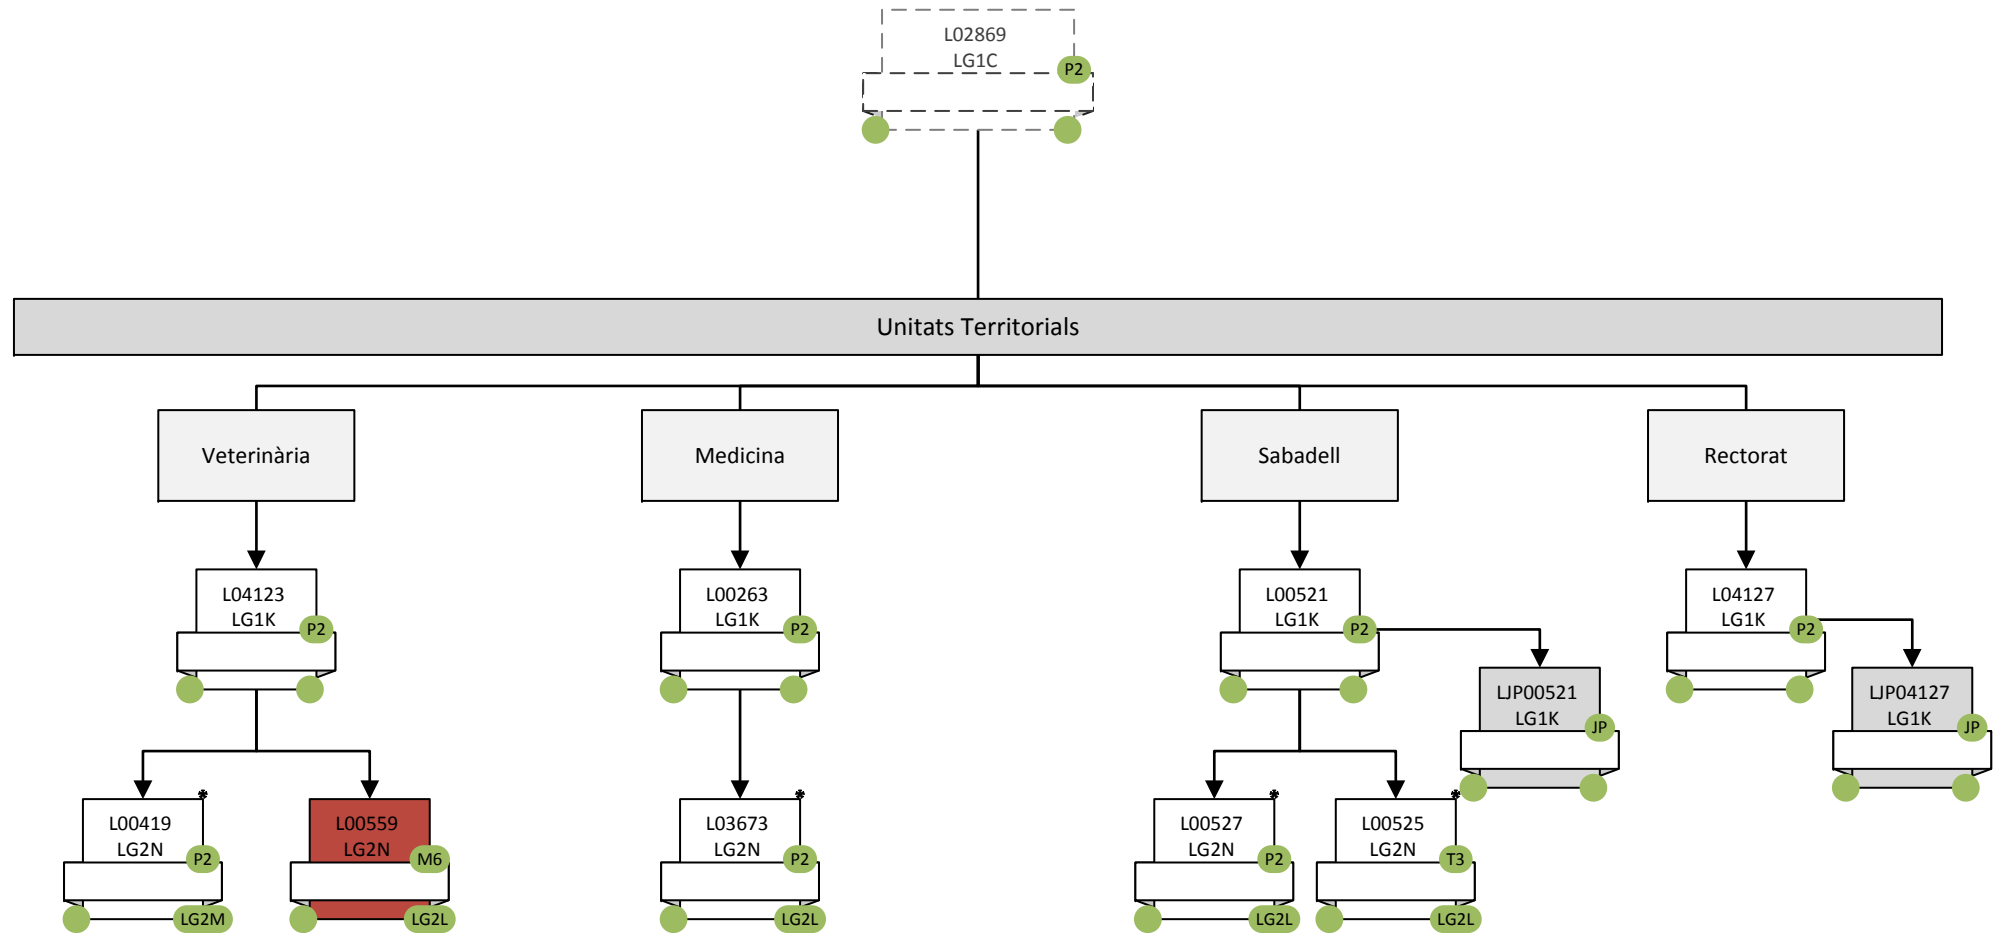 L02869
LG1C
P2
Unitats Territorials
Veterinària
Medicina
Sabadell
Rectorat
L04123
LG1K
P2
L00263
LG1K
P2
L00521
LG1K
P2
L04127
LG1K
P2
LJP00521
LG1K
JP
LJP04127
LG1K
JP
*
L00419
LG2N
P2
LG2M
L00559
LG2N
M6
LG2L
*
L03673
LG2N
P2
LG2L
*
L00527
LG2N
P2
LG2L
*
L00525
LG2N
T3
LG2L